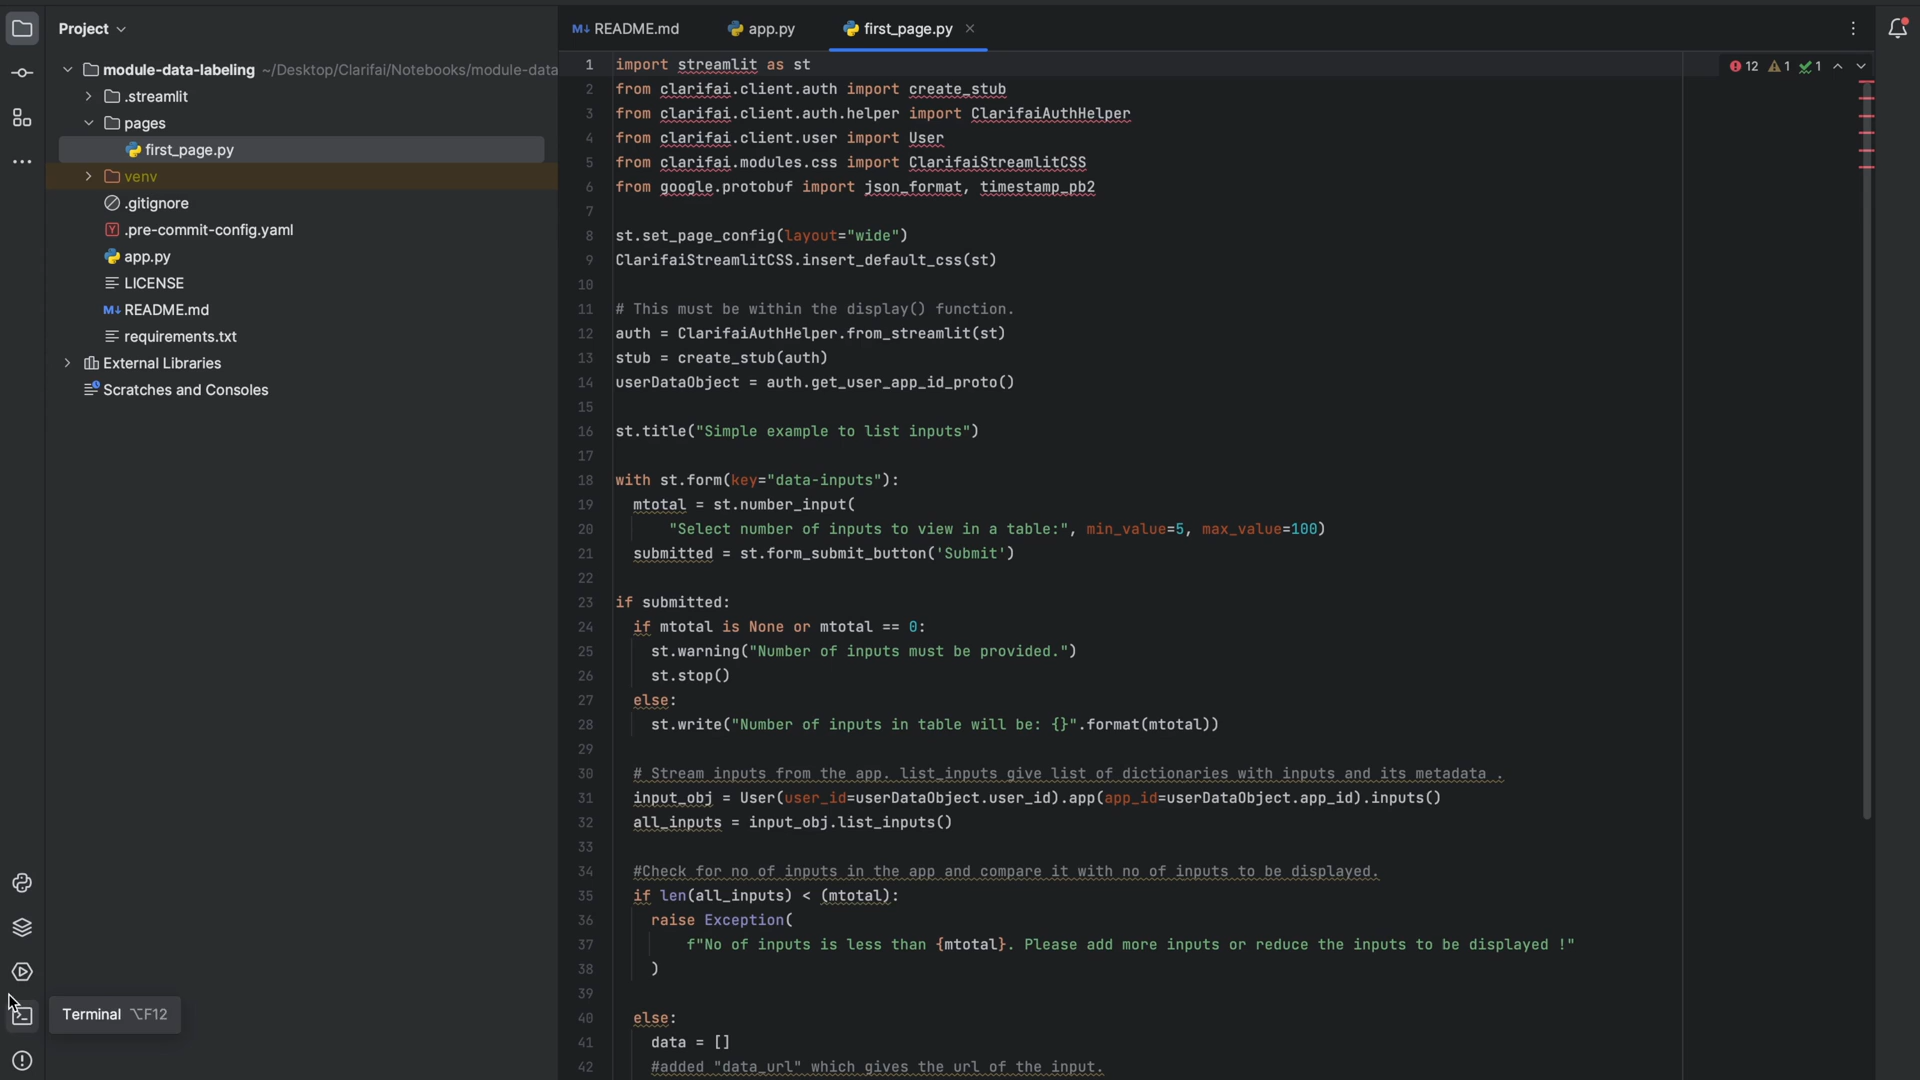 Project
module-data-labeling ~/Desktop/Clarifai/Notebooks/module-data
.streamlit
pages
first_page.py
venv
.gitignore
.pre-commit-config.yaml
app.py
LICENSE
README.md
requirements.txt
External Libraries
Scratches and Consoles
Terminal ⌥F12
README.md
app.py
first_page.py
12 1 1
1 import streamlit as st
2 from clarifai.client.auth import create_stub
3 from clarifai.client.auth.helper import ClarifaiAuthHelper
4 from clarifai.client.user import User
5 from clarifai.modules.css import ClarifaiStreamlitCSS
6 from google.protobuf import json_format, timestamp_pb2
7
8 st.set_page_config(layout="wide")
9 ClarifaiStreamlitCSS.insert_default_css(st)
10
11 # This must be within the display() function.
12 auth = ClarifaiAuthHelper.from_streamlit(st)
13 stub = create_stub(auth)
14 userDataObject = auth.get_user_app_id_proto()
15
16 st.title("Simple example to list inputs")
17
18 with st.form(key="data-inputs"):
19 mtotal = st.number_input(
20 "Select number of inputs to view in a table:", min_value=5, max_value=100)
21 submitted = st.form_submit_button('Submit')
22
23 if submitted:
24 if mtotal is None or mtotal == 0:
25 st.warning("Number of inputs must be provided.")
26 st.stop()
27 else:
28 st.write("Number of inputs in table will be: {}".format(mtotal))
29
30 # Stream inputs from the app. list_inputs give list of dictionaries with inputs and its metadata .
31 input_obj = User(user_id=userDataObject.user_id).app(app_id=userDataObject.app_id).inputs()
32 all_inputs = input_obj.list_inputs()
33
34 #Check for no of inputs in the app and compare it with no of inputs to be displayed.
35 if len(all_inputs) < (mtotal):
36 raise Exception(
37 f"No of inputs is less than {mtotal}. Please add more inputs or reduce the inputs to be displayed !"
38 )
39
40 else:
41 data = []
42 #added "data_url" which gives the url of the input.